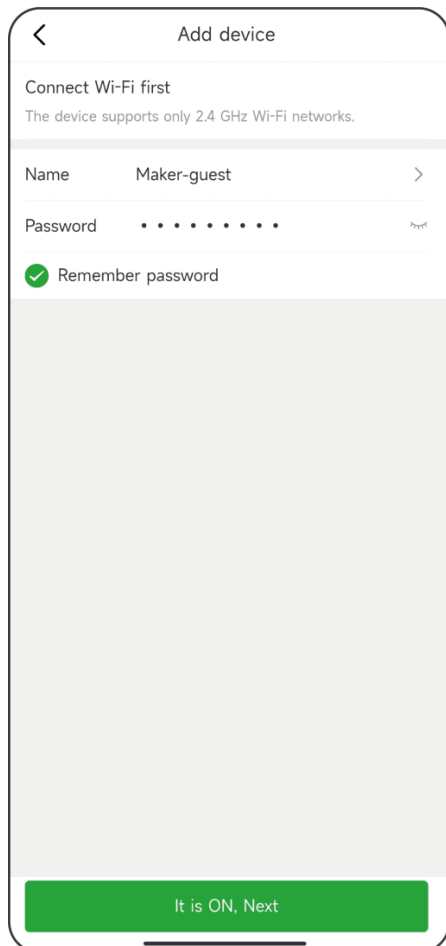 Add device
Connect Wi-Fi first
The device supports only 2.4 GHz Wi-Fi networks.
Name Maker-guest
Password • • • • • • • • •
Remember password
It is ON, Next